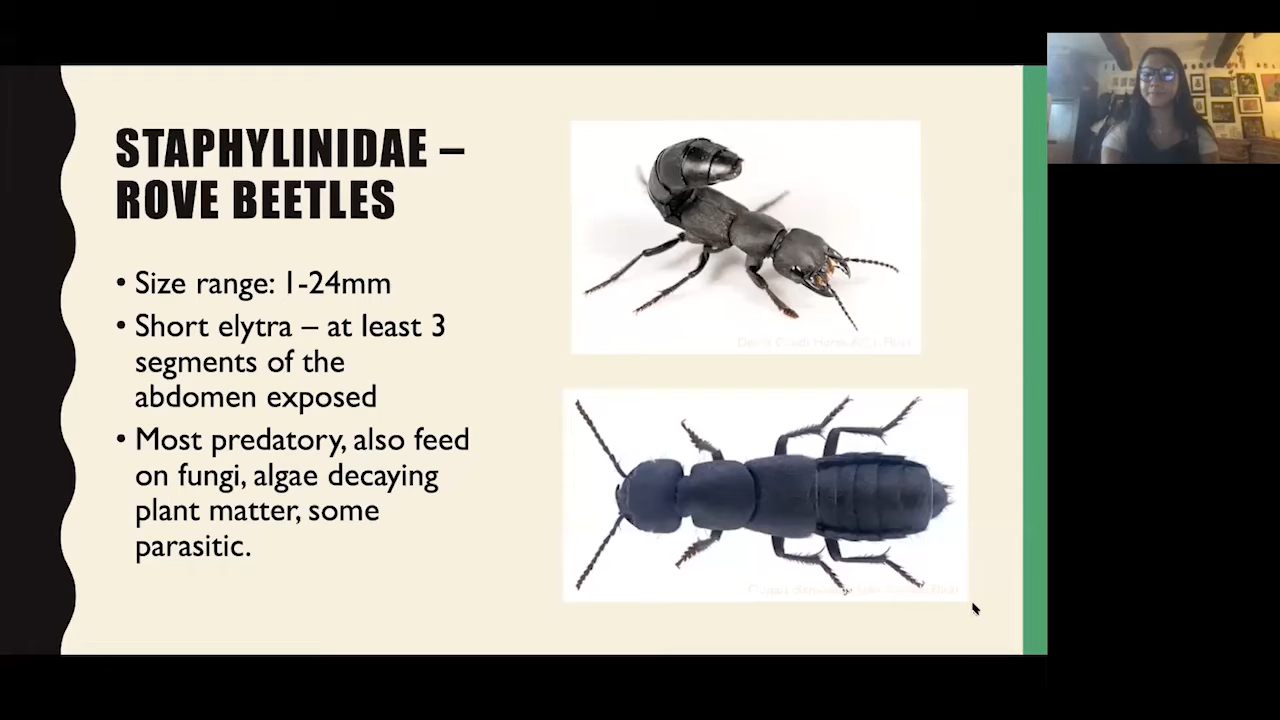 STAPHYLINIDAE –
ROVE BEETLES
• Size range: 1-24mm
• Short elytra – at least 3
segments of the
abdomen exposed
• Most predatory, also feed
on fungi, algae decaying
plant matter, some
parasitic.